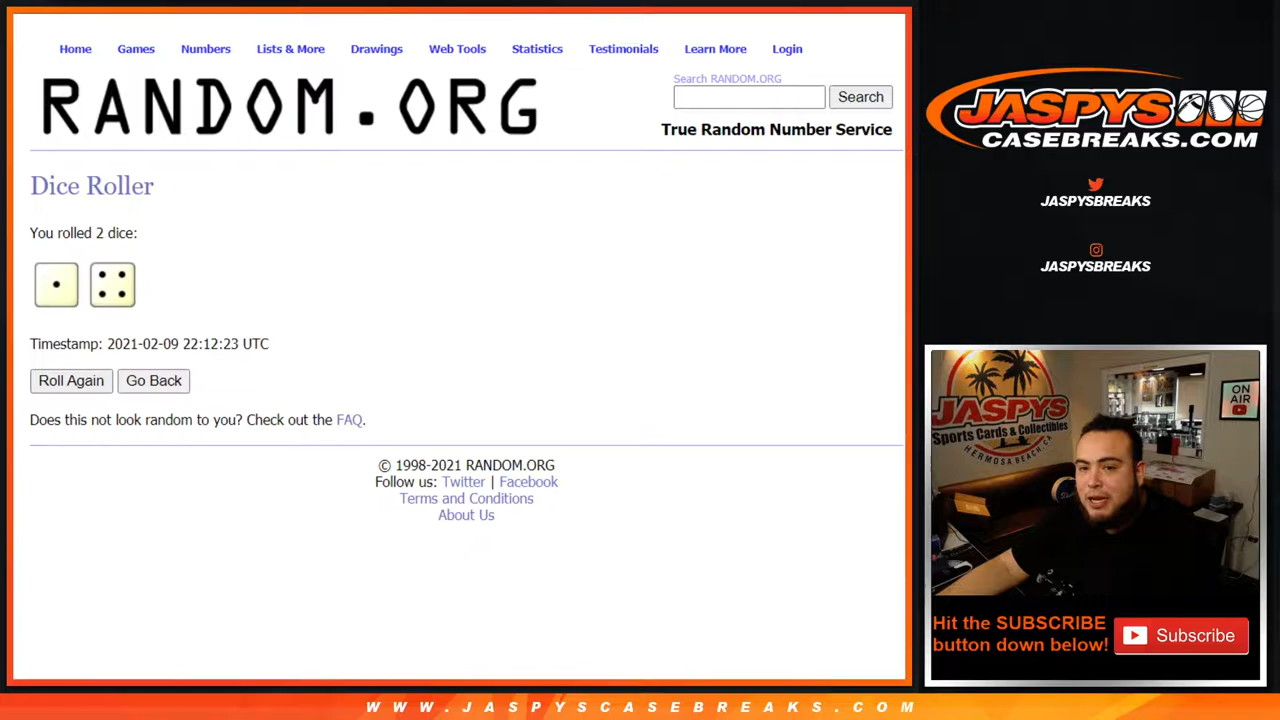 Home Games Numbers Lists & More Drawings Web Tools Statistics Testimonials Learn More Login
RANDOM.ORG
Search RANDOM.ORG
Search
True Random Number Service
Dice Roller
You rolled 2 dice:
Timestamp: 2021-02-09 22:12:23 UTC
Roll Again Go Back
Does this not look random to you? Check out the FAQ.
© 1998-2021 RANDOM.ORG
Follow us: Twitter | Facebook
Terms and Conditions
About Us
JASPYS
CASEBREAKS.COM
JASPYSBREAKS
JASPYSBREAKS
JASPYS
Sports Cards & Collectibles
HERMOSA BEACH, CA
ON
AIR
Hit the SUBSCRIBE
button down below!
Subscribe
WWW.JASPYSCASEBREAKS.COM